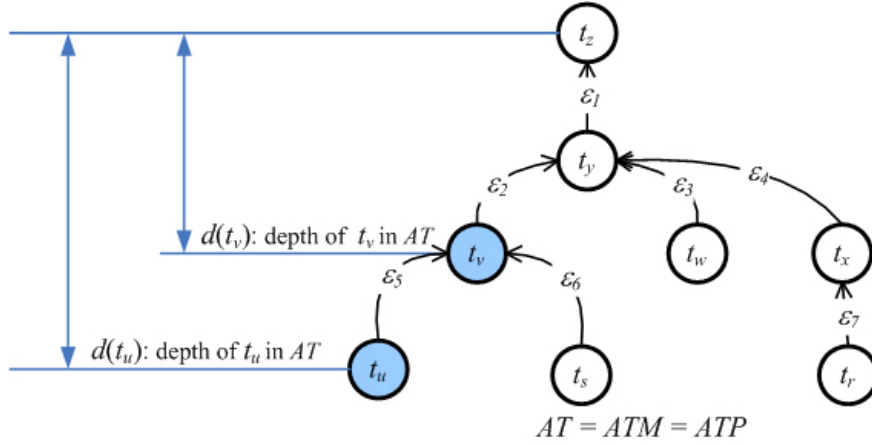 t_z
ε_1
t_y
ε_2 ε_3 ε_4
d(t_v): depth of t_v in AT
t_v t_w t_x
ε_5 ε_6
ε_7
d(t_u): depth of t_u in AT
t_u t_s t_r
AT = ATM = ATP